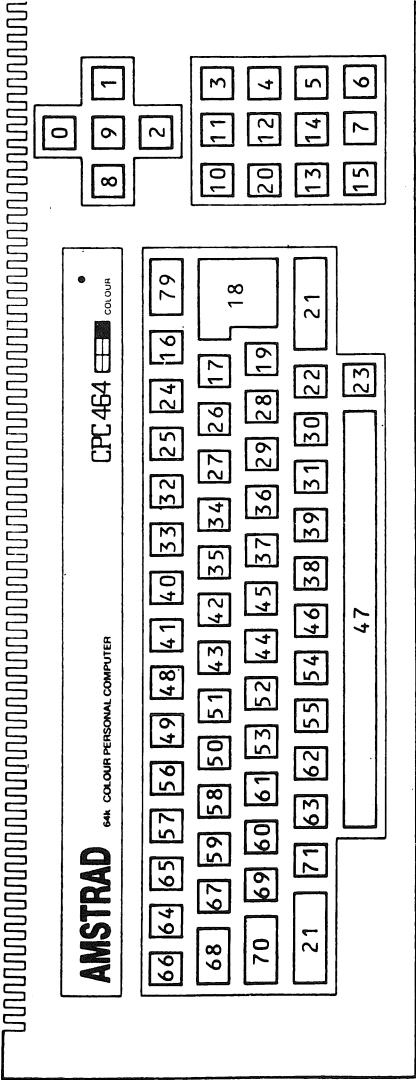 AMSTRAD 64k COLOUR PERSONAL COMPUTER CPC464 COLOUR
66 64 65 57 56 49 48 41 40 33 32 25 24 16 79
68 67 59 58 50 51 43 42 35 34 27 26 17 18
70 69 60 61 53 52 44 45 37 36 29 28 19
21 71 63 62 55 54 46 38 39 31 30 22 21
47 23
0
8 9 1
2
10 11 3
20 12 4
13 14 5
15 7 6